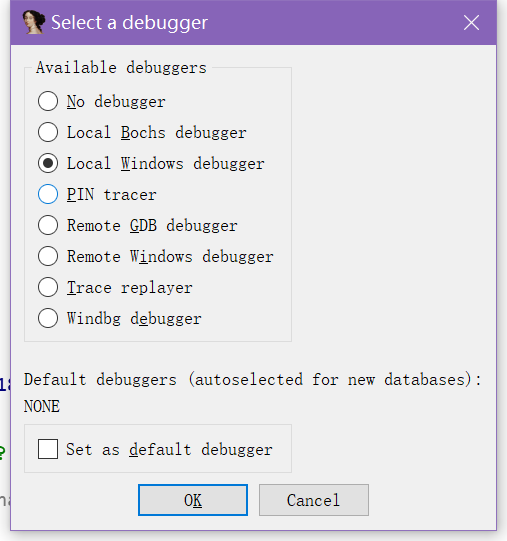 Select a debugger
Available debuggers
No debugger
Local Bochs debugger
Local Windows debugger
PIN tracer
Remote GDB debugger
Remote Windows debugger
Trace replayer
Windbg debugger
Default debuggers (autoselected for new databases):
NONE
Set as default debugger
OK
Cancel